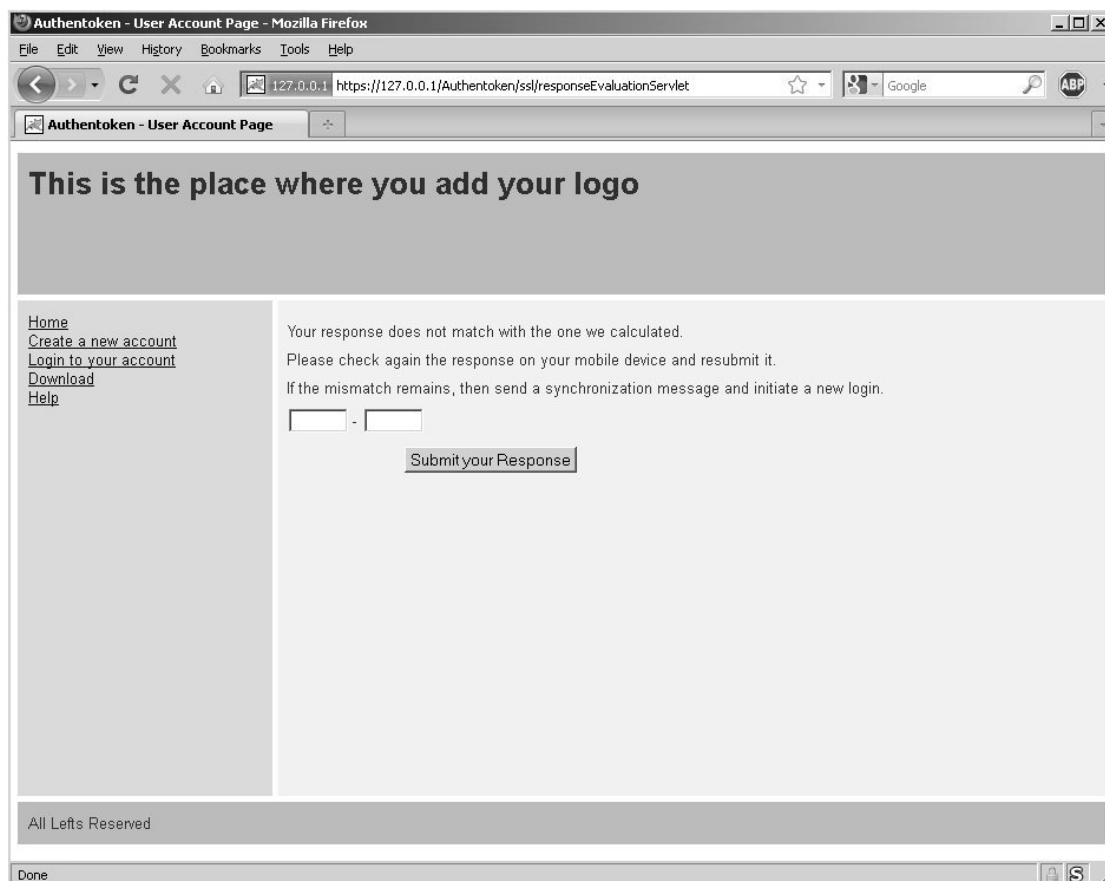 Authentoken - User Account Page - Mozilla Firefox
File Edit View History Bookmarks Tools Help
127.0.0.1 https://127.0.0.1/Authentoken/ssl/responseEvaluationServlet Google ABP
Authentoken - User Account Page
This is the place where you add your logo
Home
Create a new account
Login to your account
Download
Help
Your response does not match with the one we calculated.
Please check again the response on your mobile device and resubmit it.
If the mismatch remains, then send a synchronization message and initiate a new login.
-
Submit your Response
All Lefts Reserved
Done S